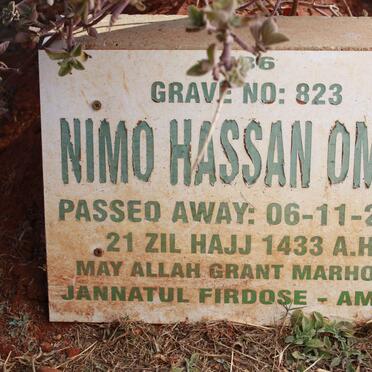 GRAVE NO: 823
NIMO HASSAN OM
PASSED AWAY: 06-11-2
21 ZIL HAJJ 1433 A.H
MAY ALLAH GRANT MARHO
JANNATUL FIRDOSE - AM